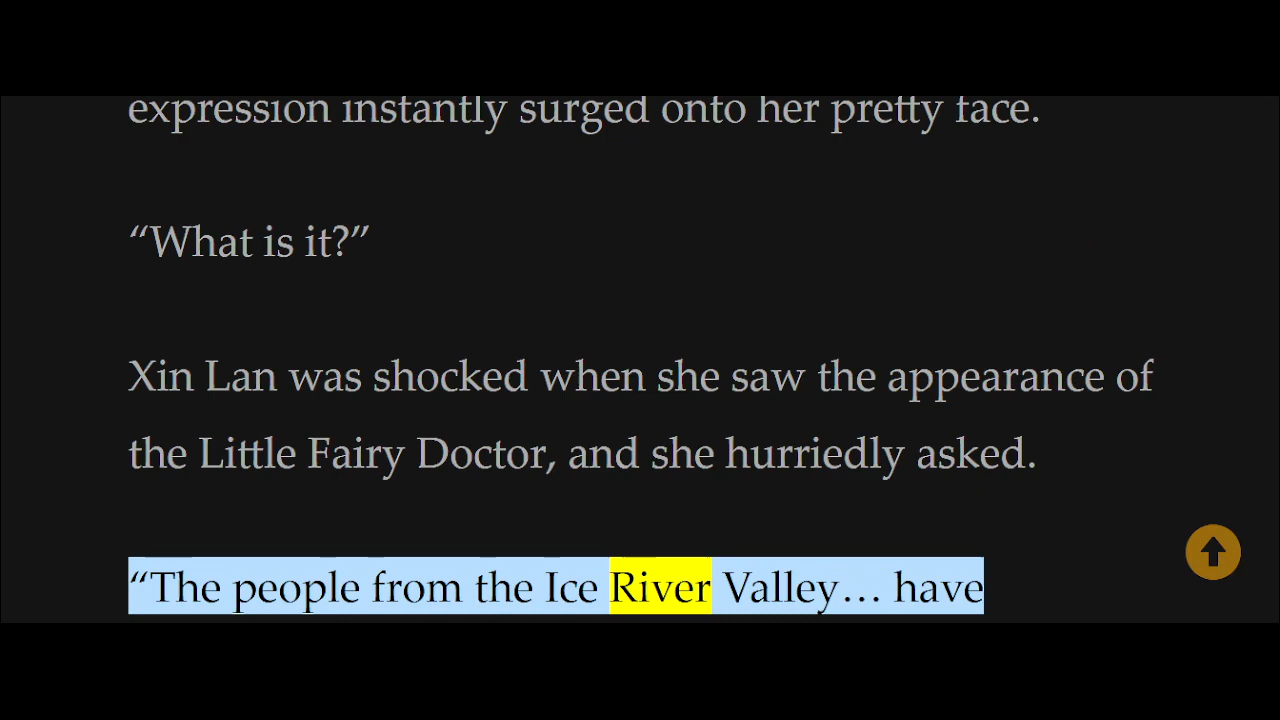 expression instantly surged onto her pretty face.
“What is it?”
Xin Lan was shocked when she saw the appearance of
the Little Fairy Doctor, and she hurriedly asked.
“The people from the Ice River Valley… have